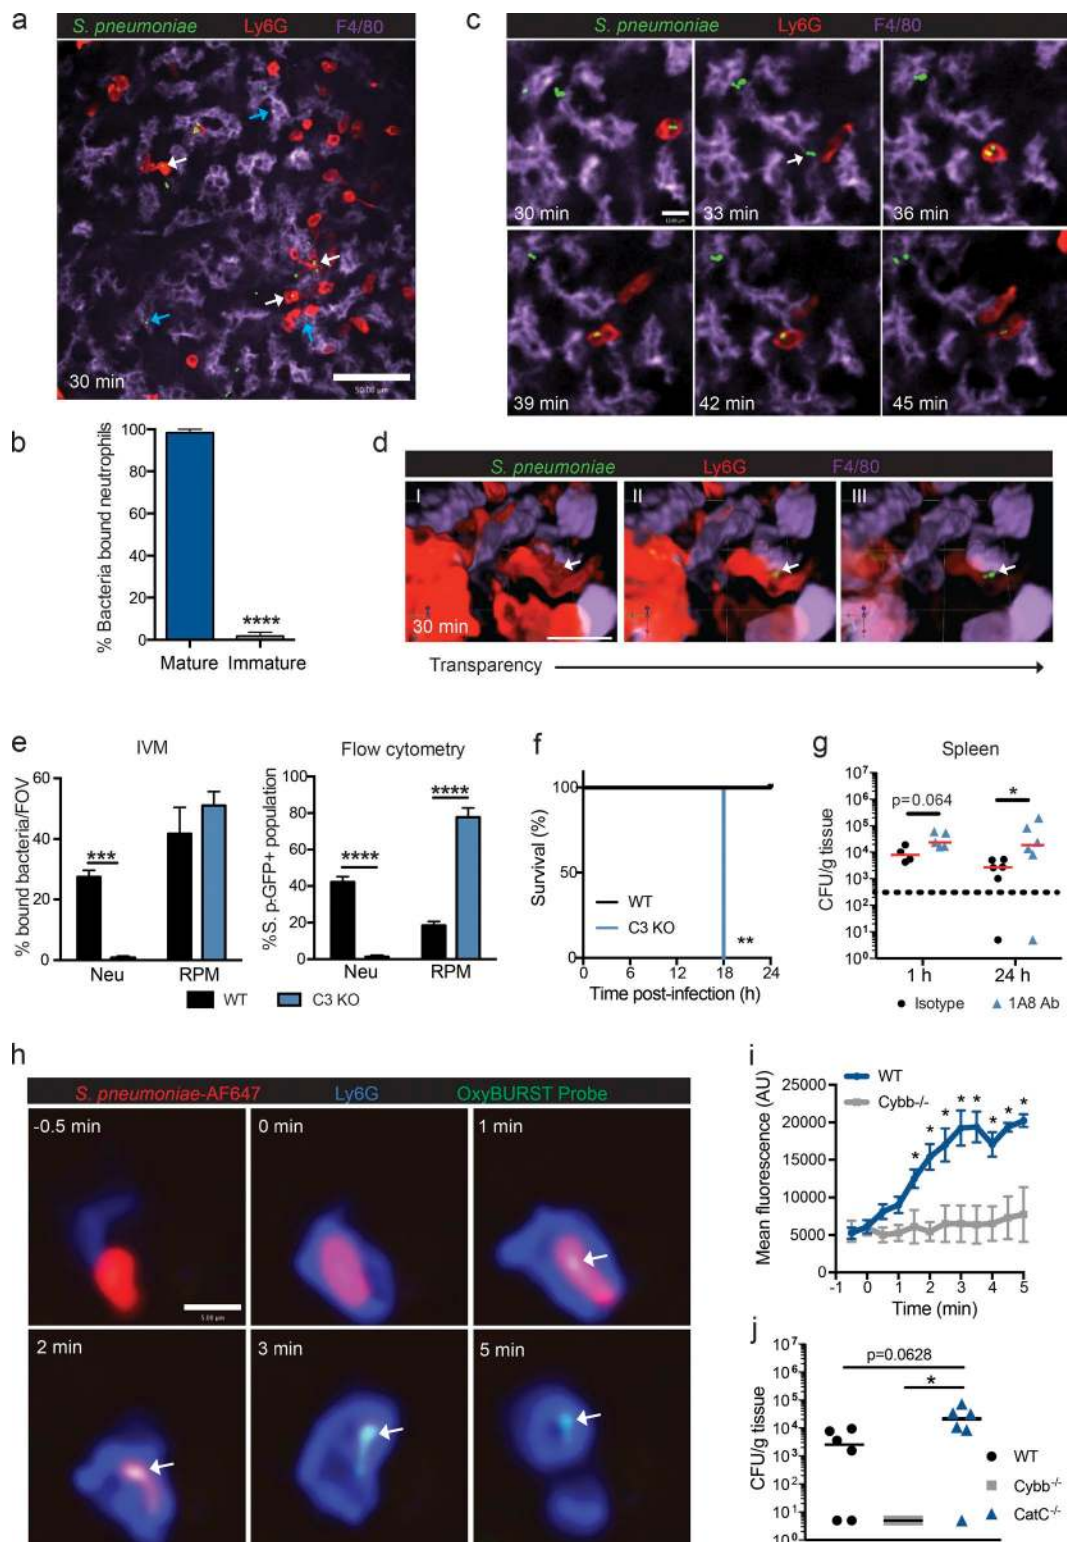 a
S. pneumoniae Ly6G F4/80
30 min
50.00 µm
b
% Bacteria bound neutrophils
100
80
60
40
20
0
****
Mature Immature
c
S. pneumoniae Ly6G F4/80
30 min
33 min
36 min
39 min
42 min
45 min
d
S. pneumoniae Ly6G F4/80
I
II
III
30 min
Transparency
e
IVM
% bound bacteria/FOV
60
40
20
0
***
Neu RPM
Flow cytometry
%S. p-GFP+ population
100
80
60
40
20
0
****
****
Neu RPM
WT C3 KO
f
Survival (%)
100
50
0
WT
C3 KO
**
0 6 12 18 24
Time post-infection (h)
g
Spleen
CFU/g tissue
10⁷
10⁶
10⁵
10⁴
10³
10²
10¹
10⁰
p=0.064
*
1 h 24 h
Isotype 1A8 Ab
h
S. pneumoniae-AF647 Ly6G OxyBURST Probe
-0.5 min
0 min
1 min
5.00 µm
2 min
3 min
5 min
i
Mean fluorescence (AU)
25000
20000
15000
10000
5000
0
WT
Cybb-/-
* * * * * * * *
-1 0 1 2 3 4 5
Time (min)
j
CFU/g tissue
10⁷
10⁶
10⁵
10⁴
10³
10²
10¹
10⁰
p=0.0628
*
WT
Cybb-/-
CatC-/-